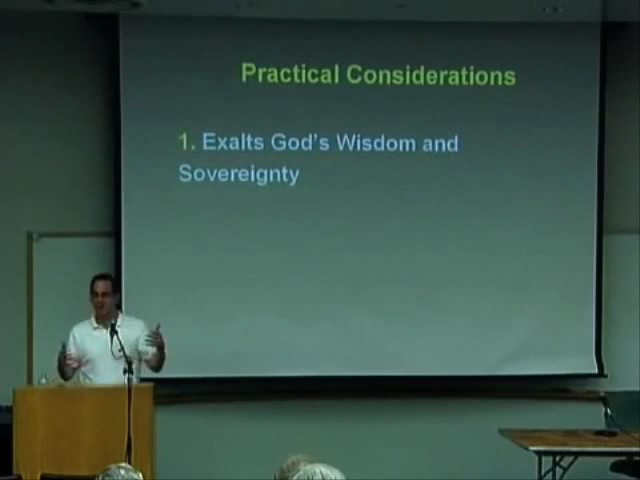 Practical Considerations
1. Exalts God's Wisdom and
Sovereignty